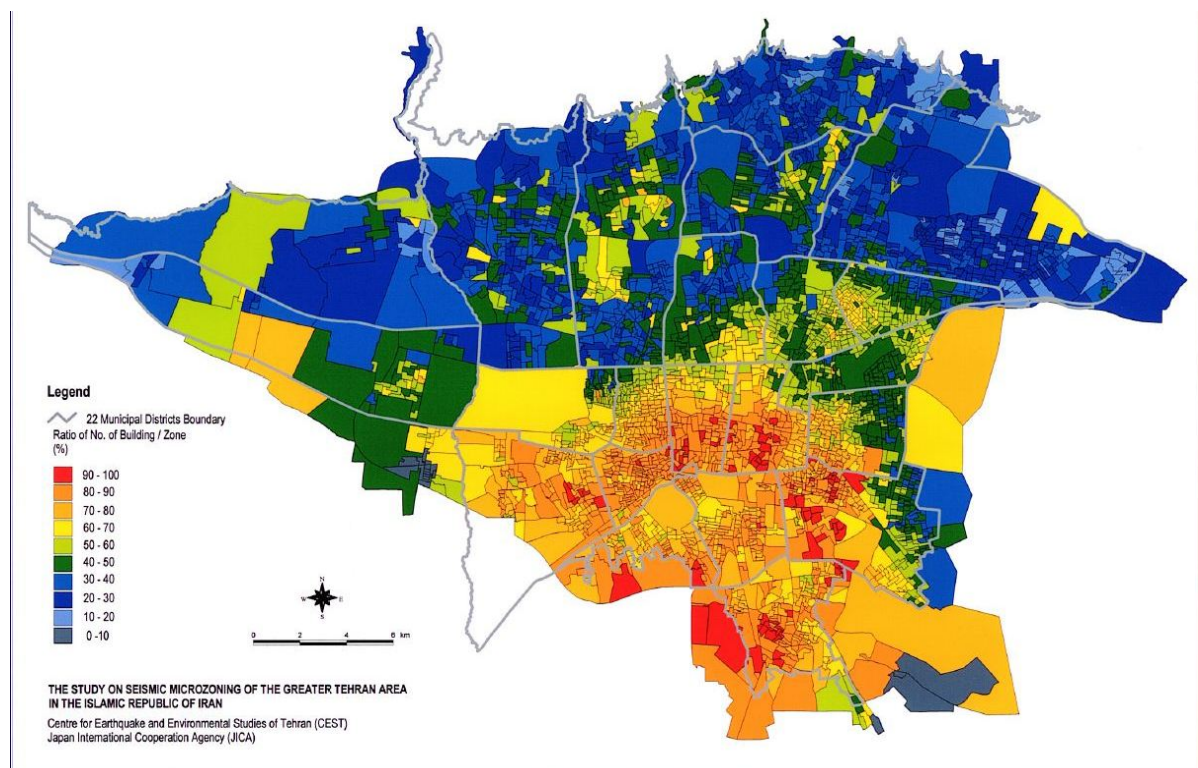 Legend
22 Municipal Districts Boundary
Ratio of No. of Building / Zone
(%)
90 - 100
80 - 90
70 - 80
60 - 70
50 - 60
40 - 50
30 - 40
20 - 30
10 - 20
0 -10
N
W E
S
0 2 4 6 km
THE STUDY ON SEISMIC MICROZONING OF THE GREATER TEHRAN AREA
IN THE ISLAMIC REPUBLIC OF IRAN
Centre for Earthquake and Environmental Studies of Tehran (CEST)
Japan International Cooperation Agency (JICA)